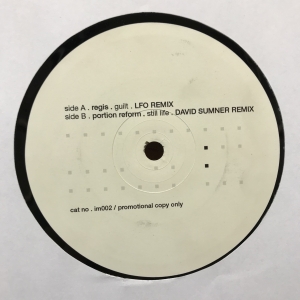 side A . regis . guilt . LFO REMIX
side B . portion reform . still life . DAVID SUMNER REMIX
cat no . im002 / promotional copy only